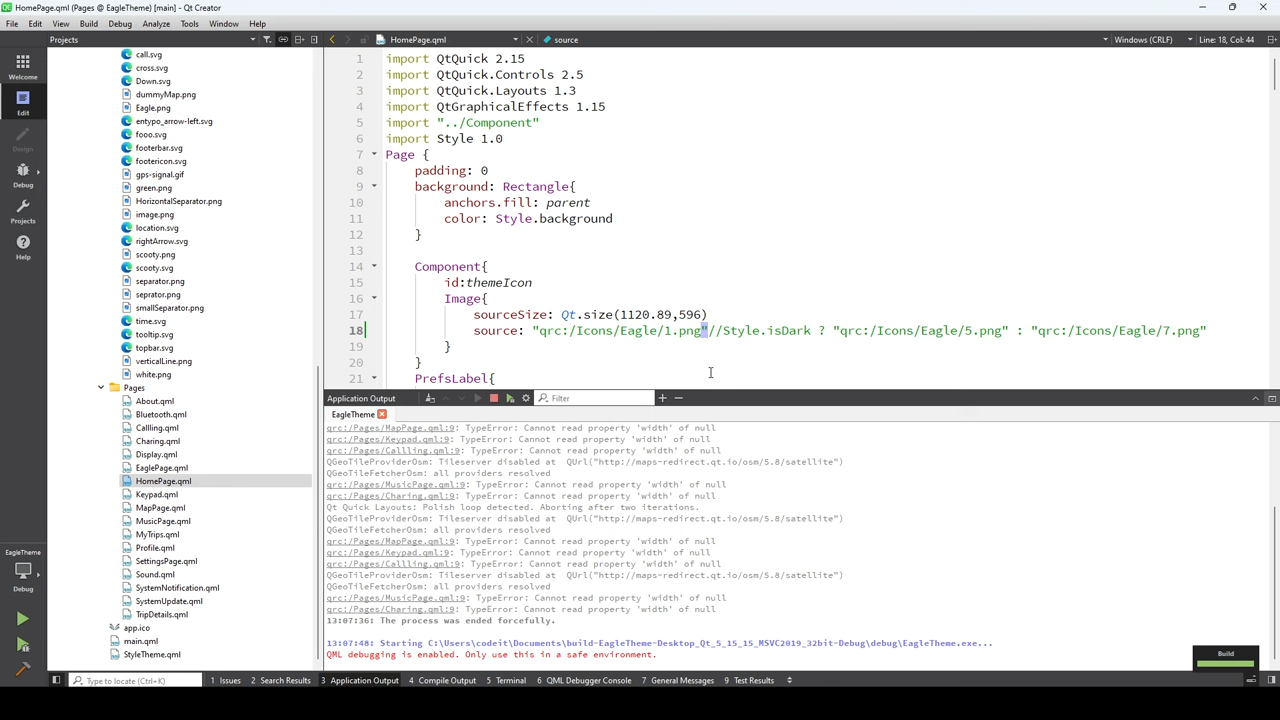 HomePage.qml (Pages @ EagleTheme) [main] - Qt Creator
File Edit View Build Debug Analyze Tools Window Help
Projects
HomePage.qml
source
Windows (CRLF)
Line: 18, Col: 44
Welcome
Edit
Design
Debug
Projects
Help
EagleTheme
Debug
call.svg
cross.svg
Down.svg
dummyMap.png
Eagle.png
entypo_arrow-left.svg
fooo.svg
footerbar.svg
footericon.svg
gps-signal.gif
green.png
HorizontalSeparator.png
image.png
location.svg
rightArrow.svg
scooty.png
scooty.svg
separator.png
seprator.png
smallSeparator.png
time.svg
tooltip.svg
topbar.svg
verticalLine.png
white.png
Pages
About.qml
Bluetooth.qml
Callling.qml
Charing.qml
Display.qml
EaglePage.qml
HomePage.qml
Keypad.qml
MapPage.qml
MusicPage.qml
MyTrips.qml
Profile.qml
SettingsPage.qml
Sound.qml
SystemNotification.qml
SystemUpdate.qml
TripDetails.qml
app.ico
main.qml
StyleTheme.qml
1 import QtQuick 2.15
2 import QtQuick.Controls 2.5
3 import QtQuick.Layouts 1.3
4 import QtGraphicalEffects 1.15
5 import "../Component"
6 import Style 1.0
7 Page {
8 padding: 0
9 background: Rectangle{
10 anchors.fill: parent
11 color: Style.background
12 }
13
14 Component{
15 id:themeIcon
16 Image{
17 sourceSize: Qt.size(1120.89,596)
18 source: "qrc:/Icons/Eagle/1.png"//Style.isDark ? "qrc:/Icons/Eagle/5.png" : "qrc:/Icons/Eagle/7.png"
19 }
20 }
21 PrefsLabel{
Application Output
Filter
EagleTheme
qrc:/Pages/MapPage.qml:9: TypeError: Cannot read property 'width' of null
qrc:/Pages/Keypad.qml:9: TypeError: Cannot read property 'width' of null
qrc:/Pages/Callling.qml:9: TypeError: Cannot read property 'width' of null
QGeoTileProviderOsm: Tileserver disabled at QUrl("http://maps-redirect.qt.io/osm/5.8/satellite")
QGeoTileFetcherOsm: all providers resolved
qrc:/Pages/MusicPage.qml:9: TypeError: Cannot read property 'width' of null
qrc:/Pages/Charing.qml:9: TypeError: Cannot read property 'width' of null
Qt Quick Layouts: Polish loop detected. Aborting after two iterations.
QGeoTileProviderOsm: Tileserver disabled at QUrl("http://maps-redirect.qt.io/osm/5.8/satellite")
QGeoTileFetcherOsm: all providers resolved
qrc:/Pages/MapPage.qml:9: TypeError: Cannot read property 'width' of null
qrc:/Pages/Keypad.qml:9: TypeError: Cannot read property 'width' of null
qrc:/Pages/Callling.qml:9: TypeError: Cannot read property 'width' of null
QGeoTileProviderOsm: Tileserver disabled at QUrl("http://maps-redirect.qt.io/osm/5.8/satellite")
QGeoTileFetcherOsm: all providers resolved
qrc:/Pages/MusicPage.qml:9: TypeError: Cannot read property 'width' of null
qrc:/Pages/Charing.qml:9: TypeError: Cannot read property 'width' of null
13:07:36: The process was ended forcefully.
13:07:48: Starting C:\Users\codeit\Documents\build-EagleTheme-Desktop_Qt_5_15_15_MSVC2019_32bit-Debug\debug\EagleTheme.exe...
QML debugging is enabled. Only use this in a safe environment.
Build
Type to locate (Ctrl+K)
1 Issues
2 Search Results
3 Application Output
4 Compile Output
5 Terminal
6 QML Debugger Console
7 General Messages
9 Test Results